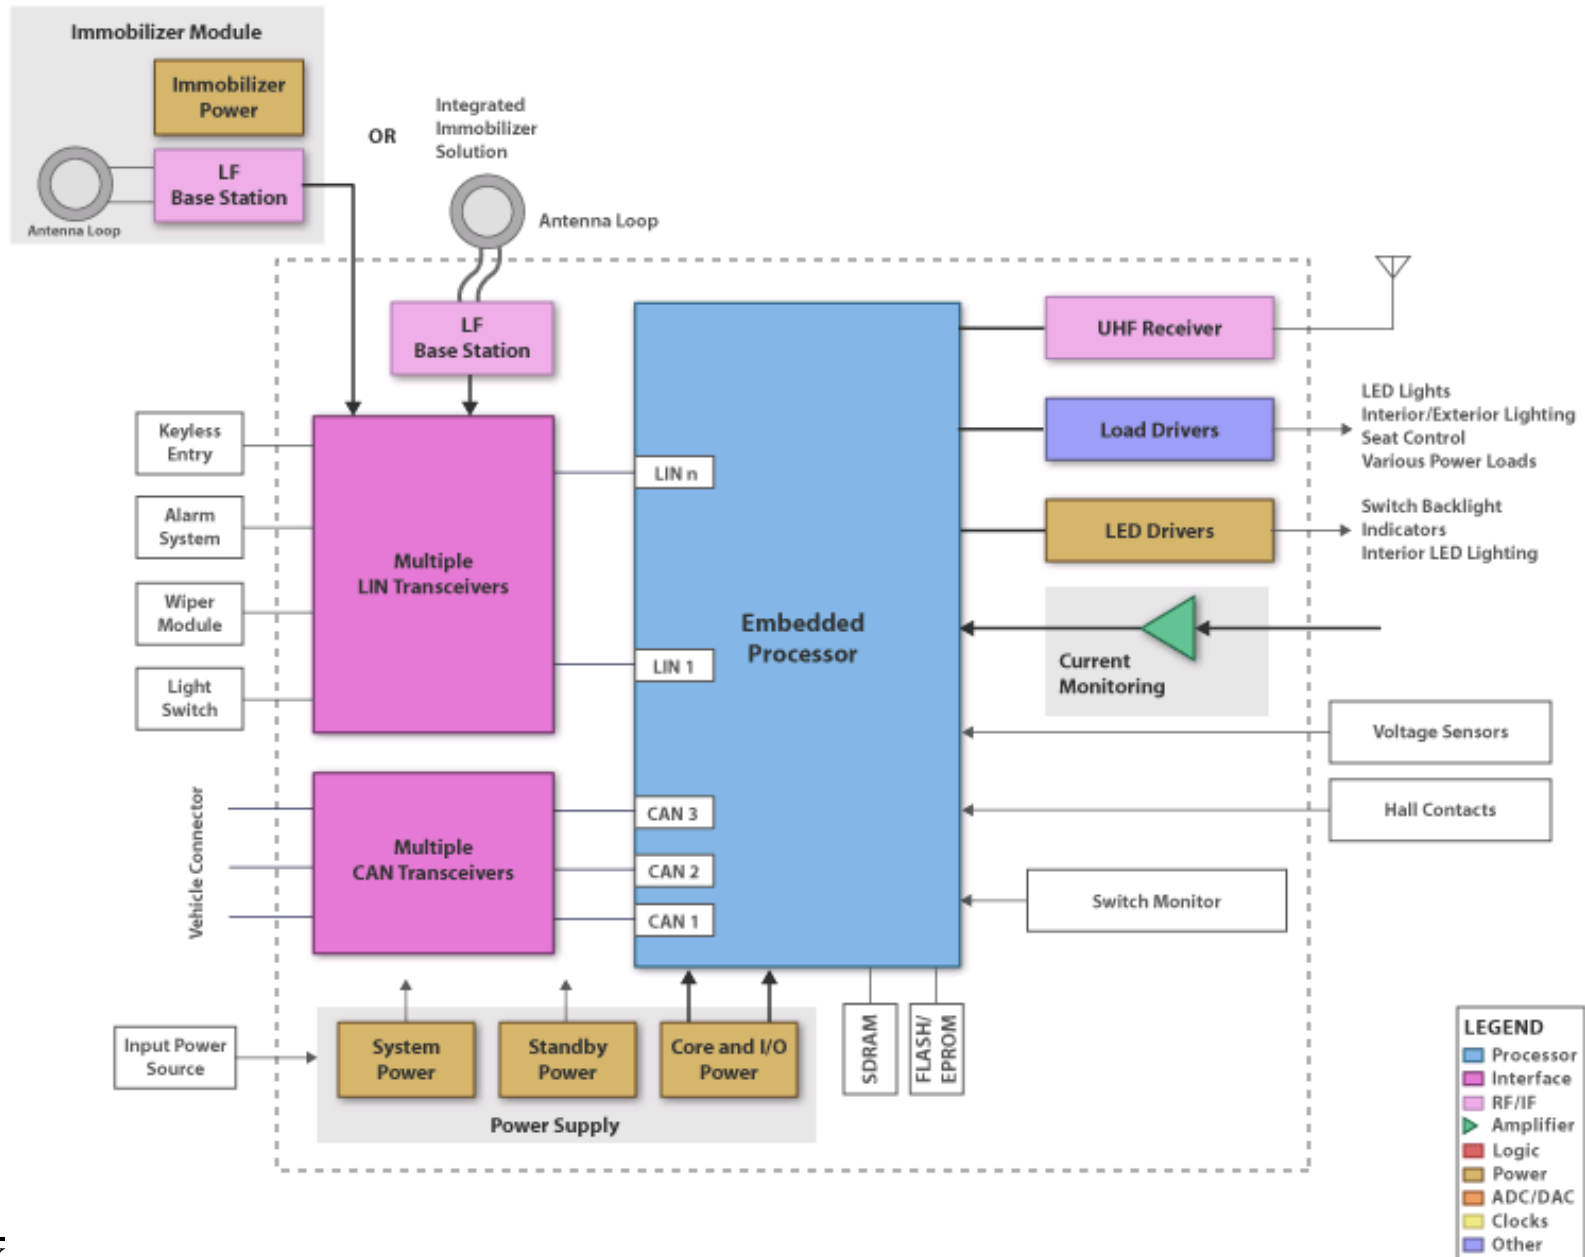 Immobilizer Module
Immobilizer
Power
LF
Base Station
Antenna Loop
OR
Integrated
Immobilizer
Solution
Antenna Loop
LF
Base Station
UHF Receiver
Keyless
Entry
Alarm
System
Wiper
Module
Light
Switch
Multiple
LIN Transceivers
LIN n
LIN 1
Embedded
Processor
Load Drivers
LED Lights
Interior/Exterior Lighting
Seat Control
Various Power Loads
LED Drivers
Switch Backlight
Indicators
Interior LED Lighting
Current
Monitoring
Voltage Sensors
Hall Contacts
Switch Monitor
Vehicle Connector
Multiple
CAN Transceivers
CAN 3
CAN 2
CAN 1
Input Power
Source
System
Power
Standby
Power
Core and I/O
Power
Power Supply
SDRAM
FLASH/
EPROM
LEGEND
Processor
Interface
RF/IF
Amplifier
Logic
Power
ADC/DAC
Clocks
Other